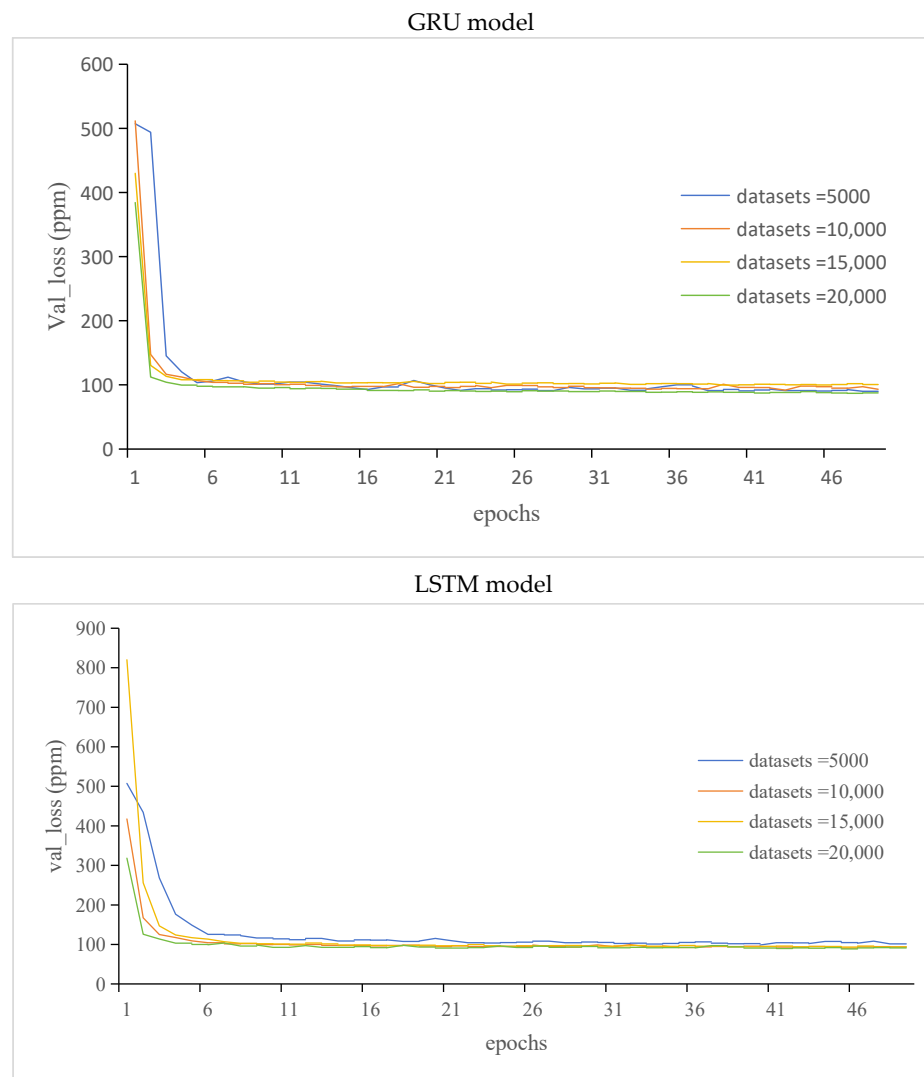 GRU model
600
500
400
300
200
100
0
Val_loss (ppm)
datasets =5000
datasets =10,000
datasets =15,000
datasets =20,000
1 6 11 16 21 26 31 36 41 46
epochs
LSTM model
900
800
700
600
500
400
300
200
100
0
val_loss (ppm)
datasets =5000
datasets =10,000
datasets =15,000
datasets =20,000
1 6 11 16 21 26 31 36 41 46
epochs